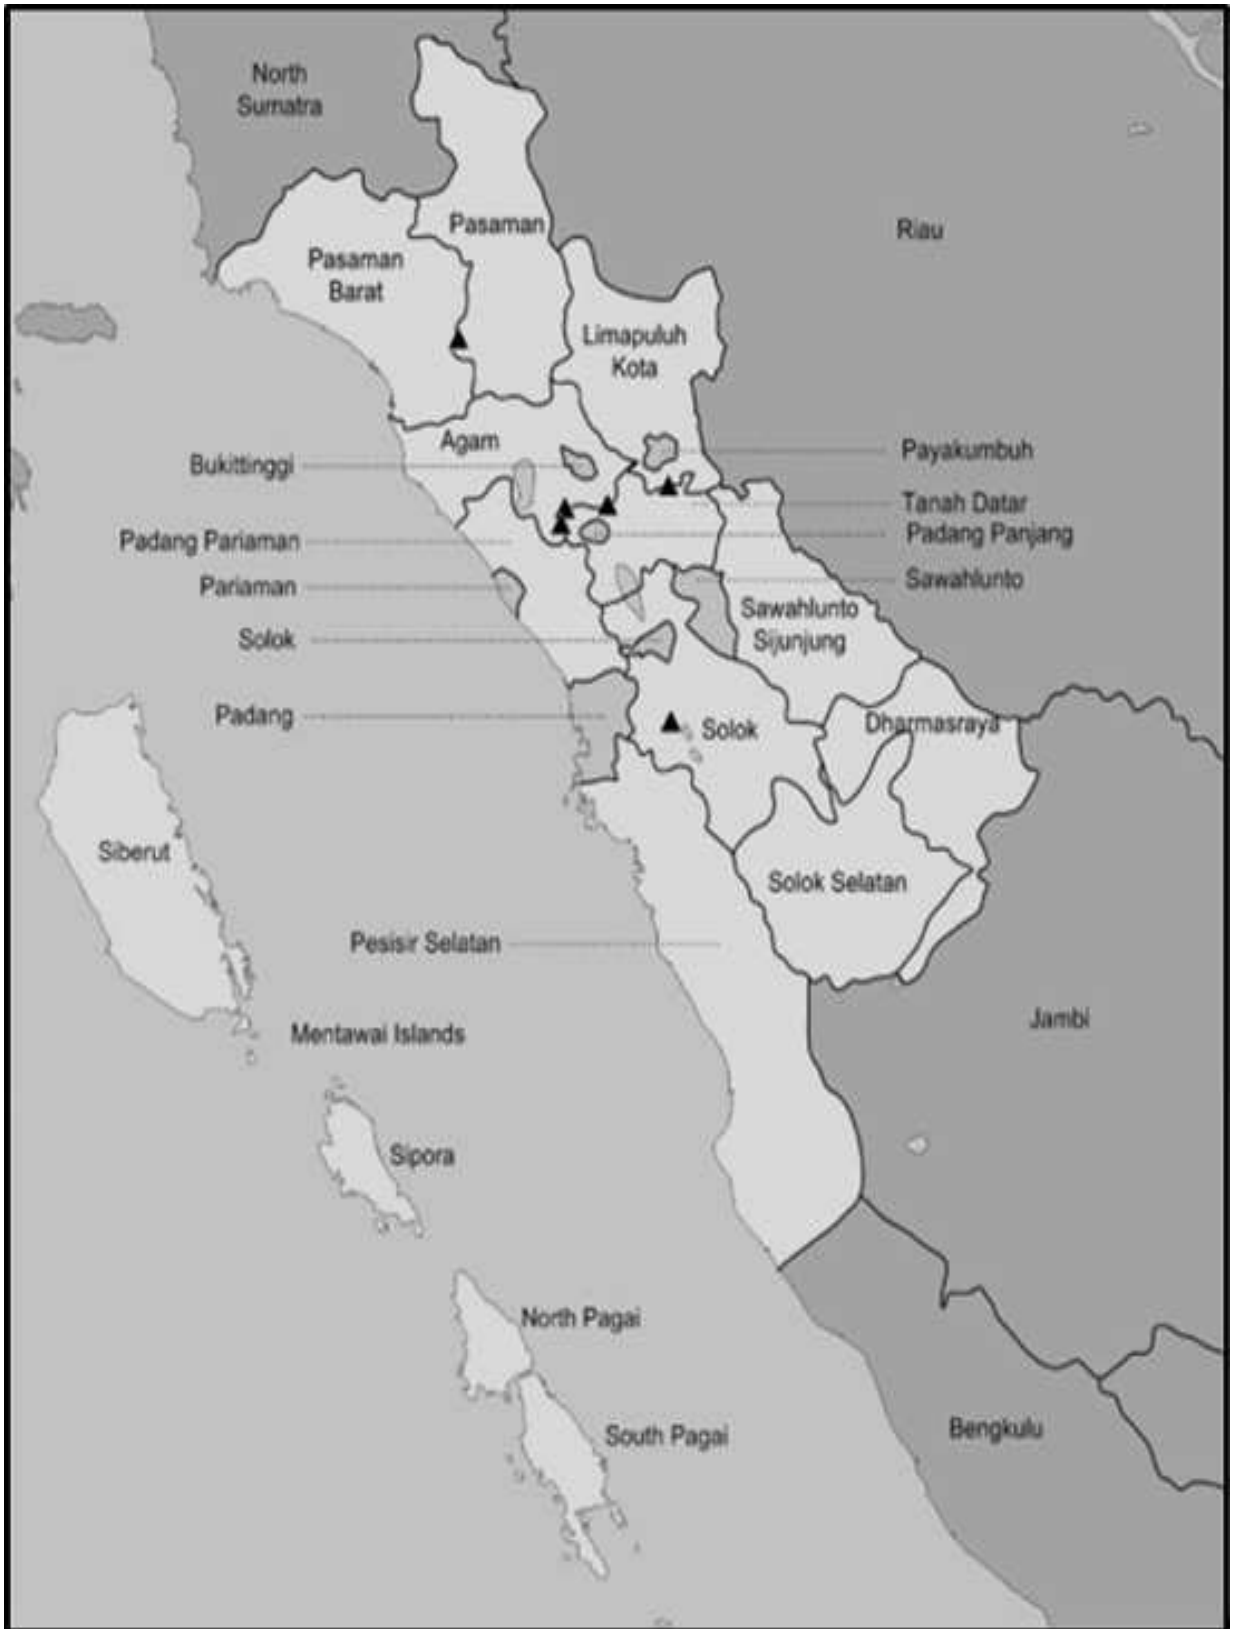 North
Sumatra
Pasaman
Riau
Pasaman
Barat
Limapuluh
Kota
Agam
Bukittinggi
Payakumbuh
Tanah Datar
Padang Pariaman
Padang Panjang
Pariaman
Sawahlunto
Sawahlunto
Sijunjung
Solok
Padang
Solok
Dharmasraya
Siberut
Solok Selatan
Pesisir Selatan
Mentawai Islands
Jambi
Sipora
North Pagai
South Pagai
Bengkulu